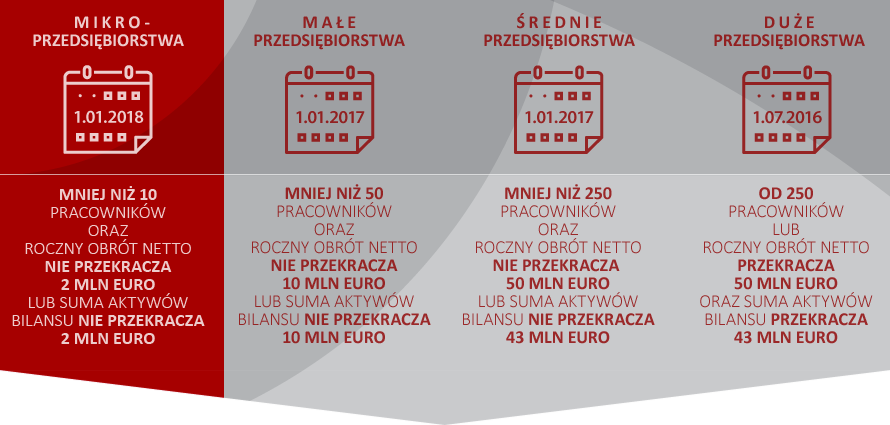 MIKRO-
PRZEDSIĘBIORSTWA
1.01.2018
MNIEJ NIŻ 10
PRACOWNIKÓW
ORAZ
ROCZNY OBRÓT NETTO
NIE PRZEKRACZA
2 MLN EURO
LUB SUMA AKTYWÓW
BILANSU NIE PRZEKRACZA
2 MLN EURO
MAŁE
PRZEDSIĘBIORSTWA
1.01.2017
MNIEJ NIŻ 50
PRACOWNIKÓW
ORAZ
ROCZNY OBRÓT NETTO
NIE PRZEKRACZA
10 MLN EURO
LUB SUMA AKTYWÓW
BILANSU NIE PRZEKRACZA
10 MLN EURO
ŚREDNIE
PRZEDSIĘBIORSTWA
1.01.2017
MNIEJ NIŻ 250
PRACOWNIKÓW
ORAZ
ROCZNY OBRÓT NETTO
NIE PRZEKRACZA
50 MLN EURO
LUB SUMA AKTYWÓW
BILANSU NIE PRZEKRACZA
43 MLN EURO
DUŻE
PRZEDSIĘBIORSTWA
1.07.2016
OD 250
PRACOWNIKÓW
LUB
ROCZNY OBRÓT NETTO
PRZEKRACZA
50 MLN EURO
ORAZ SUMA AKTYWÓW
BILANSU PRZEKRACZA
43 MLN EURO